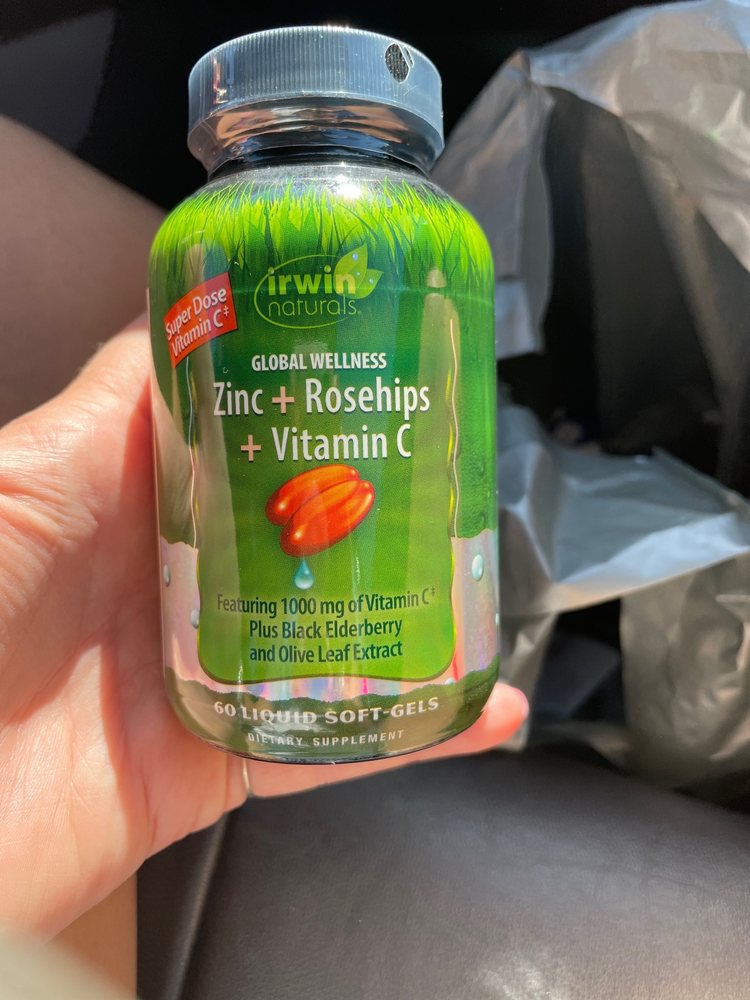 irwin
naturals®
Super Dose
Vitamin C‡
GLOBAL WELLNESS
Zinc + Rosehips
+ Vitamin C
Featuring 1000 mg of Vitamin C‡
Plus Black Elderberry
and Olive Leaf Extract
60 LIQUID SOFT-GELS
DIETARY SUPPLEMENT